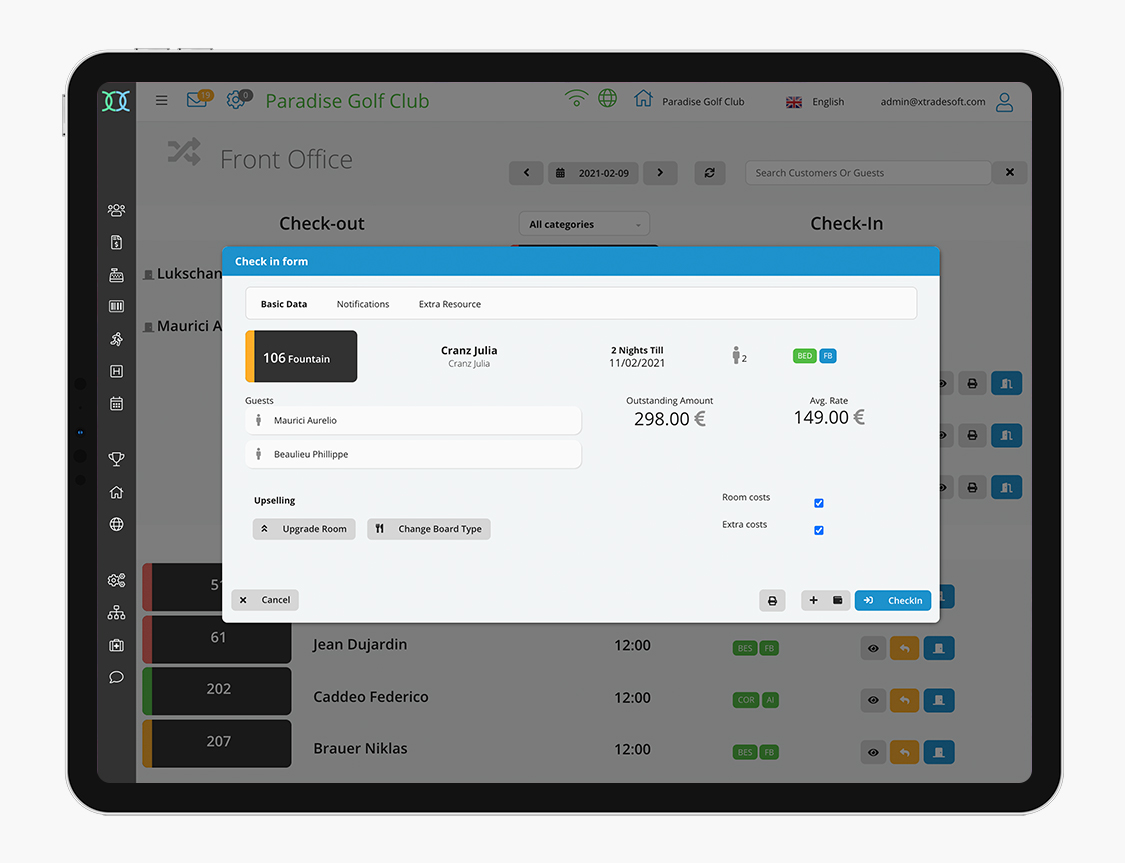 19
0
Paradise Golf Club
Paradise Golf Club
English
admin@xtradesoft.com
Front Office
2021-02-09
Search Customers Or Guests
Check-out
All categories
Check-In
Lukschan
Maurici A
Check in form
Basic Data
Notifications
Extra Resource
106 Fountain
Cranz Julia
Cranz Julia
2 Nights Till
11/02/2021
2
BED
FB
Guests
Maurici Aurelio
Beaulieu Phillippe
Outstanding Amount
298.00 €
Avg. Rate
149.00 €
Upselling
Upgrade Room
Change Board Type
Room costs
Extra costs
Cancel
CheckIn
61
Jean Dujardin
12:00
BES
FB
202
Caddeo Federico
12:00
COR
AI
207
Brauer Niklas
12:00
BES
FB